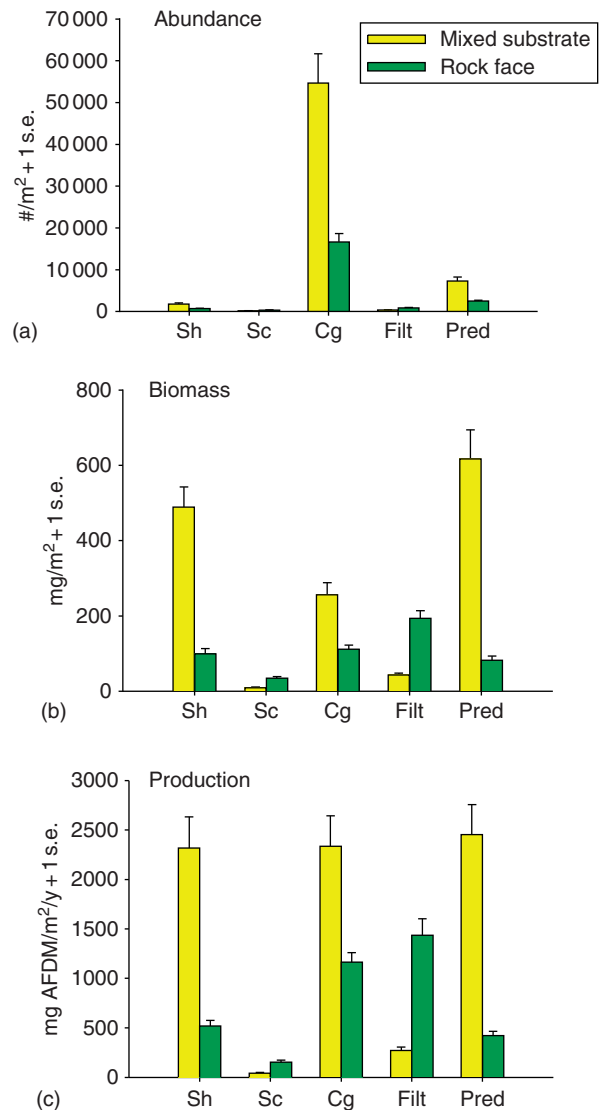 Abundance
Mixed substrate
Rock face
70 000
60 000
50 000
40 000
30 000
20 000
10 000
0
#/m² + 1 s.e.
Sh Sc Cg Filt Pred
(a)
Biomass
800
600
400
200
0
mg/m² + 1 s.e.
Sh Sc Cg Filt Pred
(b)
Production
3000
2500
2000
1500
1000
500
0
mg AFDM/m²/y + 1 s.e.
Sh Sc Cg Filt Pred
(c)